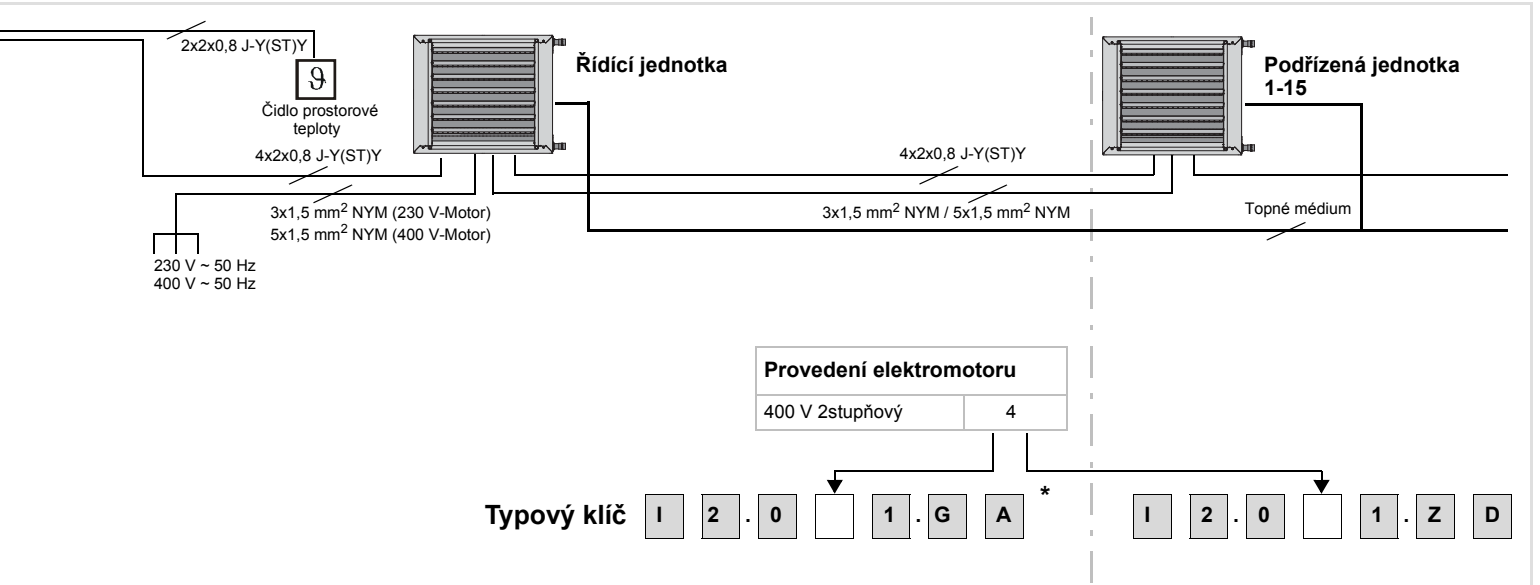 2x2x0,8 J-Y(ST)Y
ϑ
Čidlo prostorové
teploty
Řídící jednotka
Podřízená jednotka
1-15
4x2x0,8 J-Y(ST)Y
4x2x0,8 J-Y(ST)Y
3x1,5 mm² NYM (230 V-Motor)
5x1,5 mm² NYM (400 V-Motor)
3x1,5 mm² NYM / 5x1,5 mm² NYM
Topné médium
230 V ~ 50 Hz
400 V ~ 50 Hz
Provedení elektromotoru
400 V 2stupňový 4
Typový klíč I 2 . 0 1 . G A *
I 2 . 0 1 . Z D